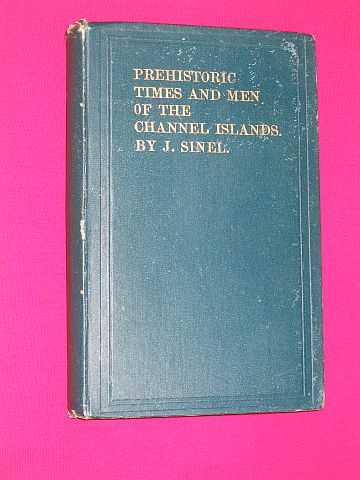 PREHISTORIC
TIMES AND MEN
OF THE
CHANNEL ISLANDS.
BY J. SINEL.